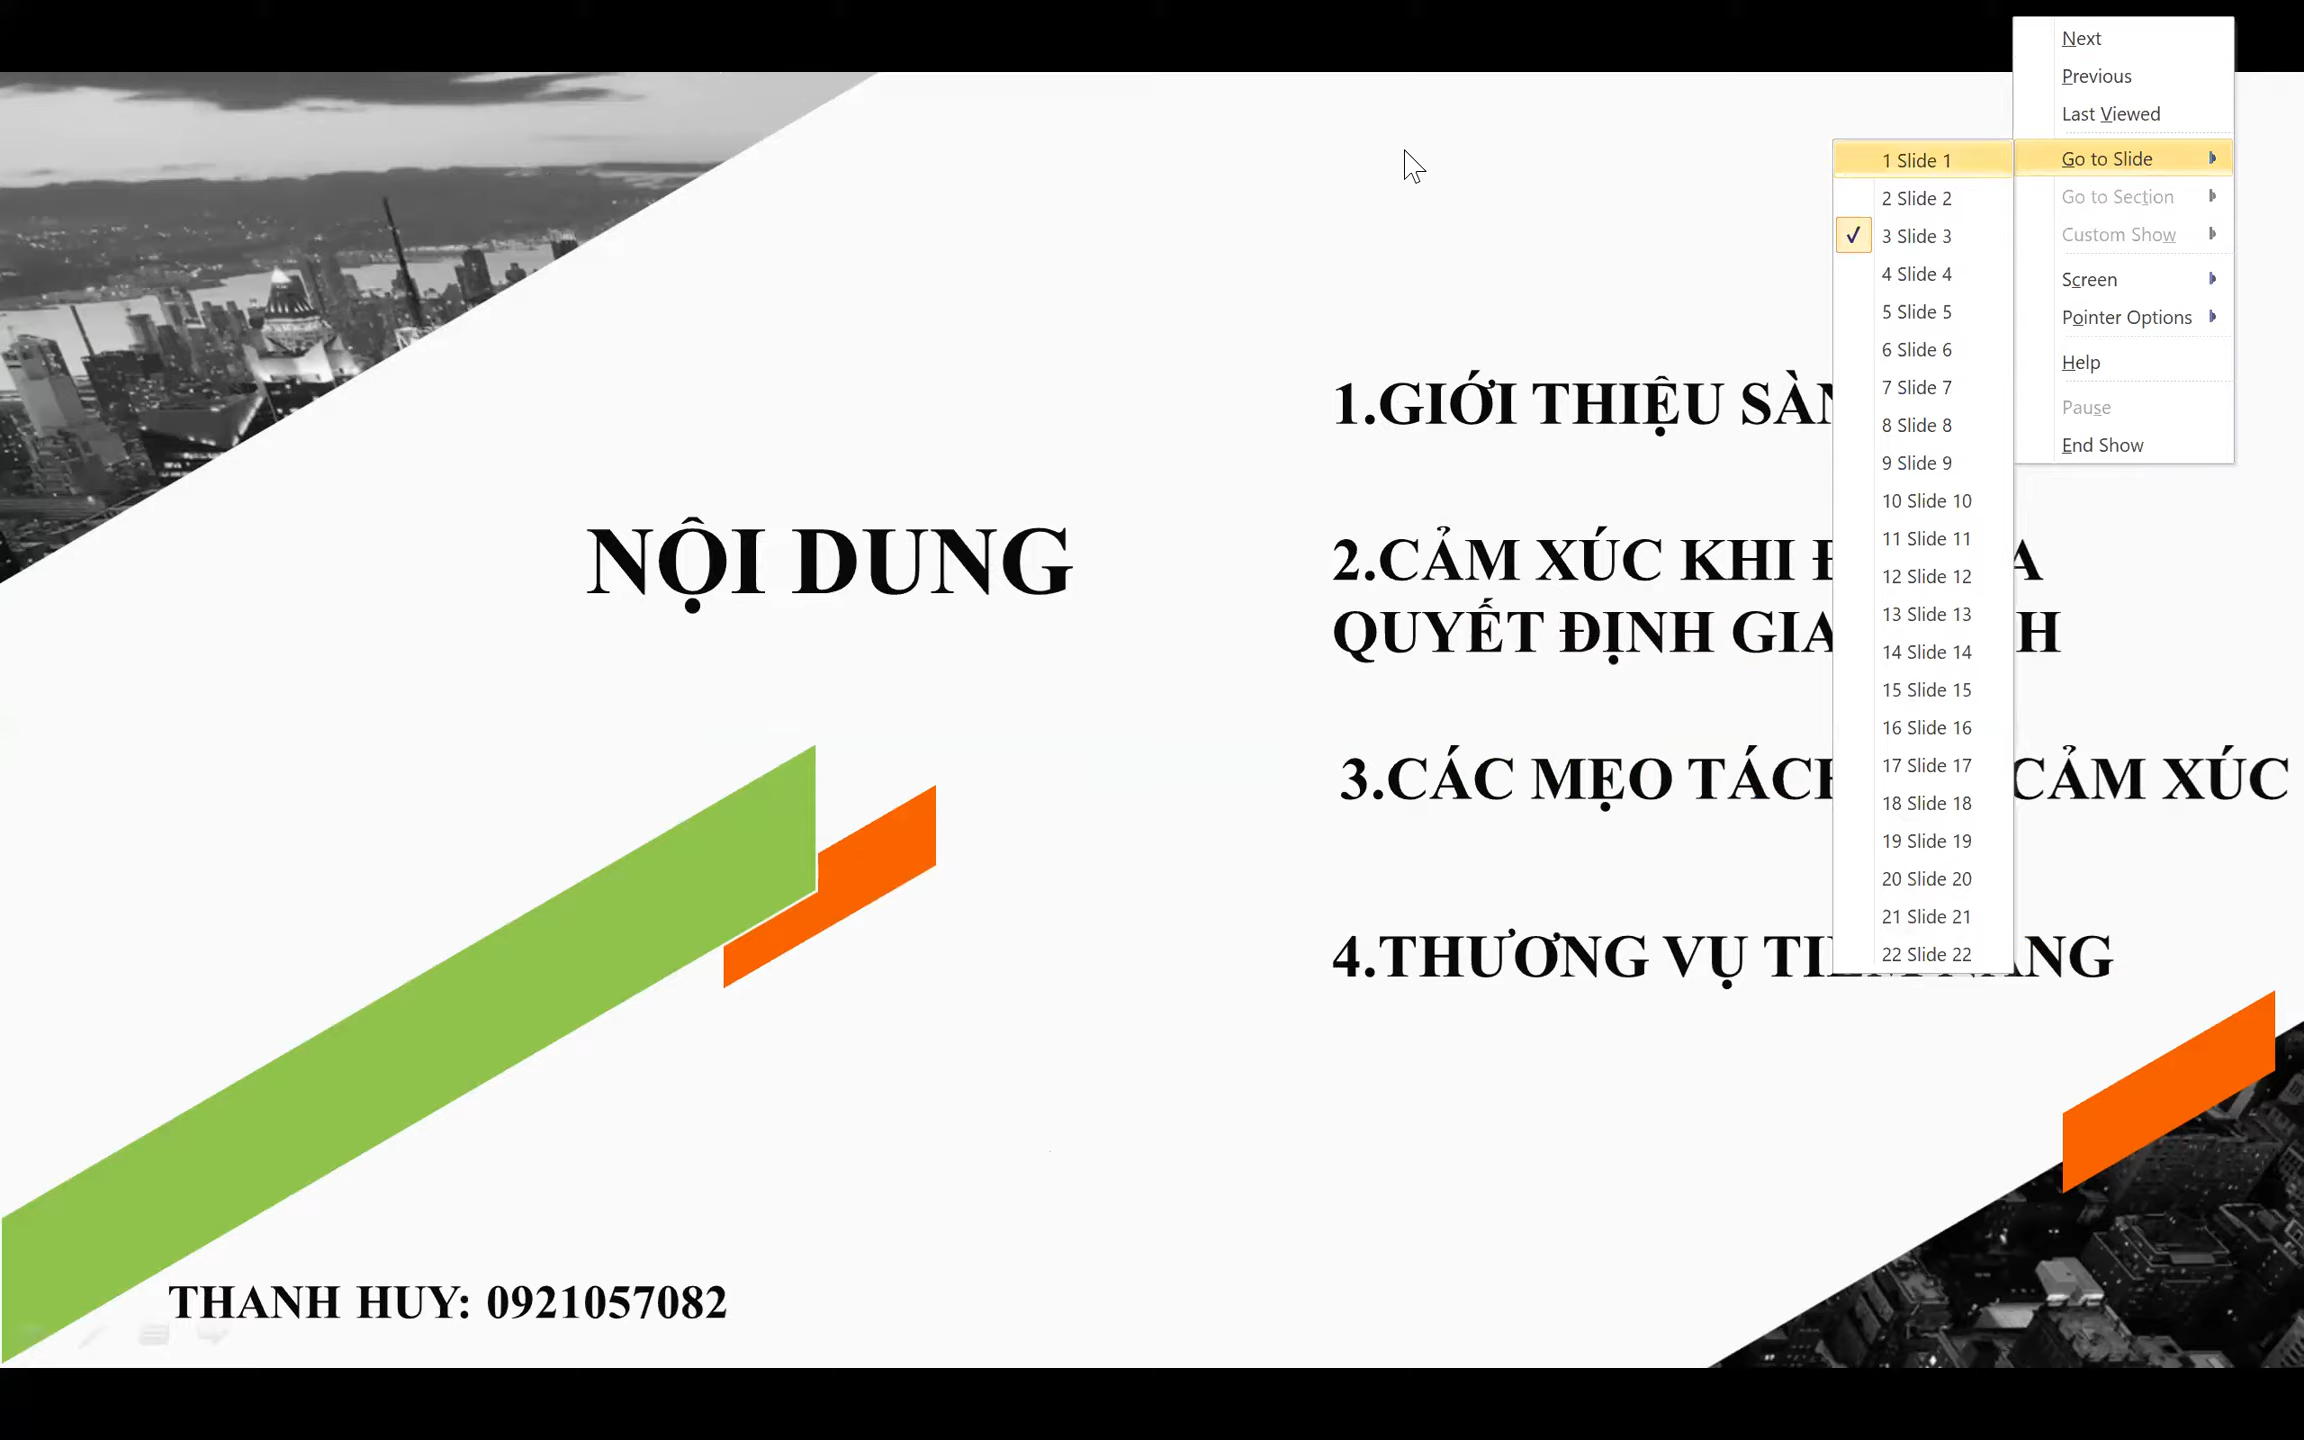 Next
Previous
Last Viewed
Go to Slide
Go to Section
Custom Show
Screen
Pointer Options
Help
Pause
End Show
1 Slide 1
2 Slide 2
3 Slide 3
4 Slide 4
5 Slide 5
6 Slide 6
7 Slide 7
8 Slide 8
9 Slide 9
10 Slide 10
11 Slide 11
12 Slide 12
13 Slide 13
14 Slide 14
15 Slide 15
16 Slide 16
17 Slide 17
18 Slide 18
19 Slide 19
20 Slide 20
21 Slide 21
22 Slide 22
NỘI DUNG
1.GIỚI THIỆU SÀN
2.CẢM XÚC KHI
QUYẾT ĐỊNH
3.CÁC MẸO TÁCH CẢM XÚC
4.THƯƠNG VỤ
THANH HUY: 0921057082